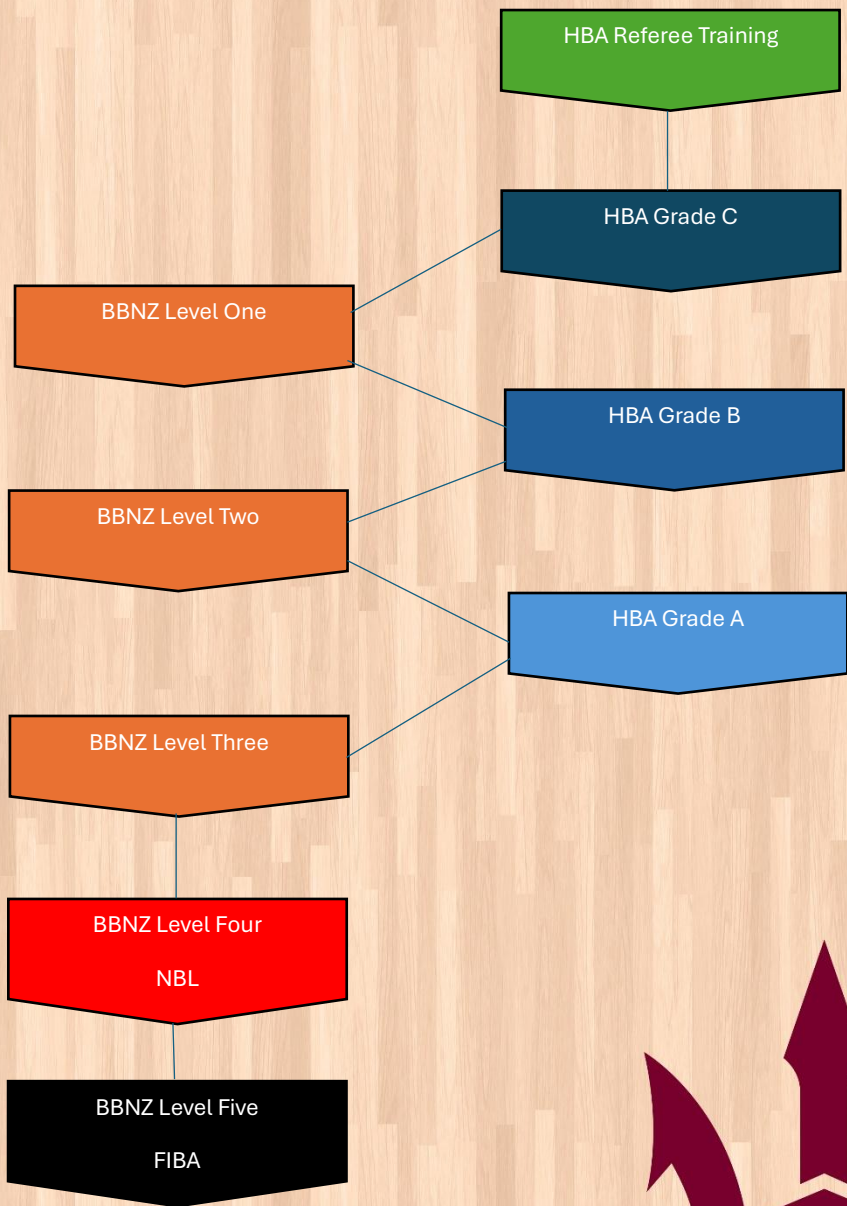 HBA Referee Training
HBA Grade C
BBNZ Level One
HBA Grade B
BBNZ Level Two
HBA Grade A
BBNZ Level Three
BBNZ Level Four
NBL
BBNZ Level Five
FIBA